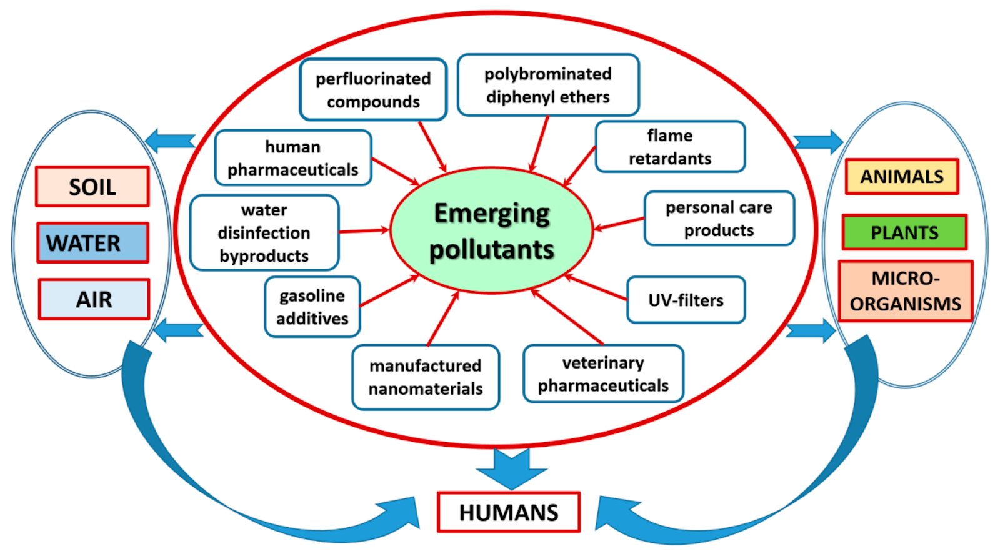 perfluorinated
compounds
polybrominated
diphenyl ethers
human
pharmaceuticals
flame
retardants
water
disinfection
byproducts
Emerging
pollutants
personal care
products
gasoline
additives
UV-filters
manufactured
nanomaterials
veterinary
pharmaceuticals
SOIL
WATER
AIR
ANIMALS
PLANTS
MICRO-
ORGANISMS
HUMANS